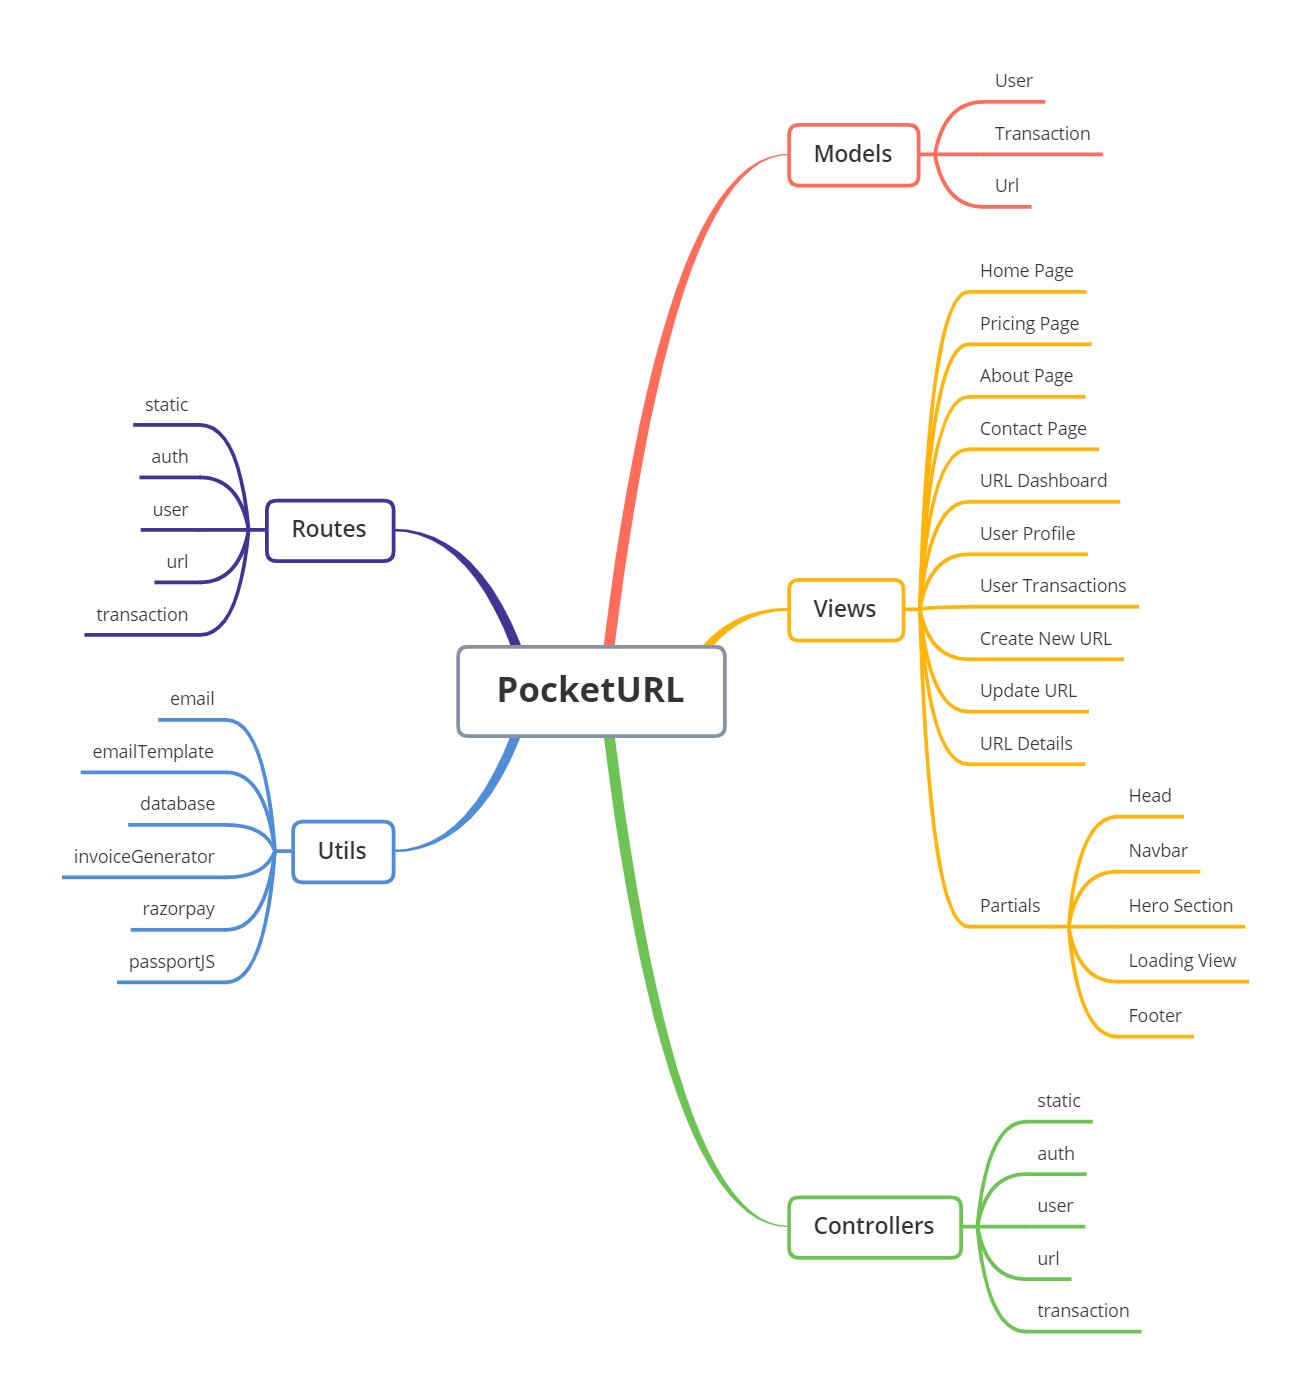 PocketURL
Models
User
Transaction
Url
Views
Home Page
Pricing Page
About Page
Contact Page
URL Dashboard
User Profile
User Transactions
Create New URL
Update URL
URL Details
Partials
Head
Navbar
Hero Section
Loading View
Footer
Controllers
static
auth
user
url
transaction
Routes
static
auth
user
url
transaction
Utils
email
emailTemplate
database
invoiceGenerator
razorpay
passportJS